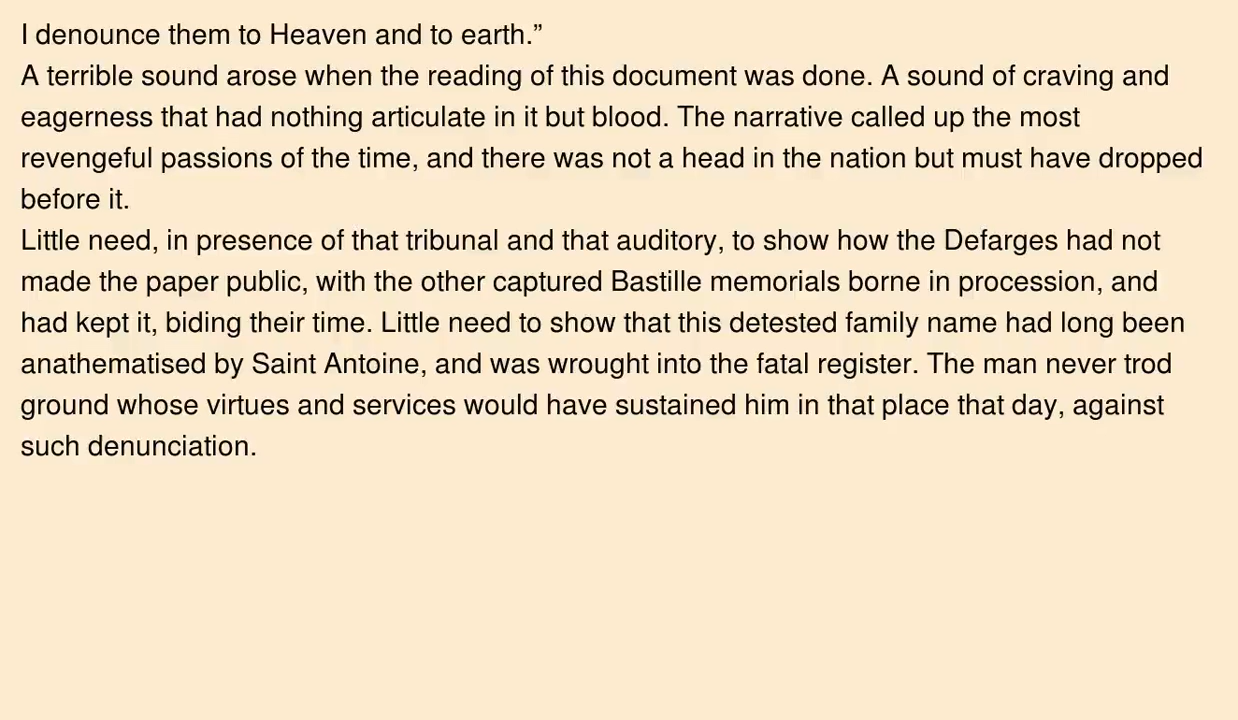 I denounce them to Heaven and to earth.”
A terrible sound arose when the reading of this document was done. A sound of craving and
eagerness that had nothing articulate in it but blood. The narrative called up the most
revengeful passions of the time, and there was not a head in the nation but must have dropped
before it.
Little need, in presence of that tribunal and that auditory, to show how the Defarges had not
made the paper public, with the other captured Bastille memorials borne in procession, and
had kept it, biding their time. Little need to show that this detested family name had long been
anathematised by Saint Antoine, and was wrought into the fatal register. The man never trod
ground whose virtues and services would have sustained him in that place that day, against
such denunciation.